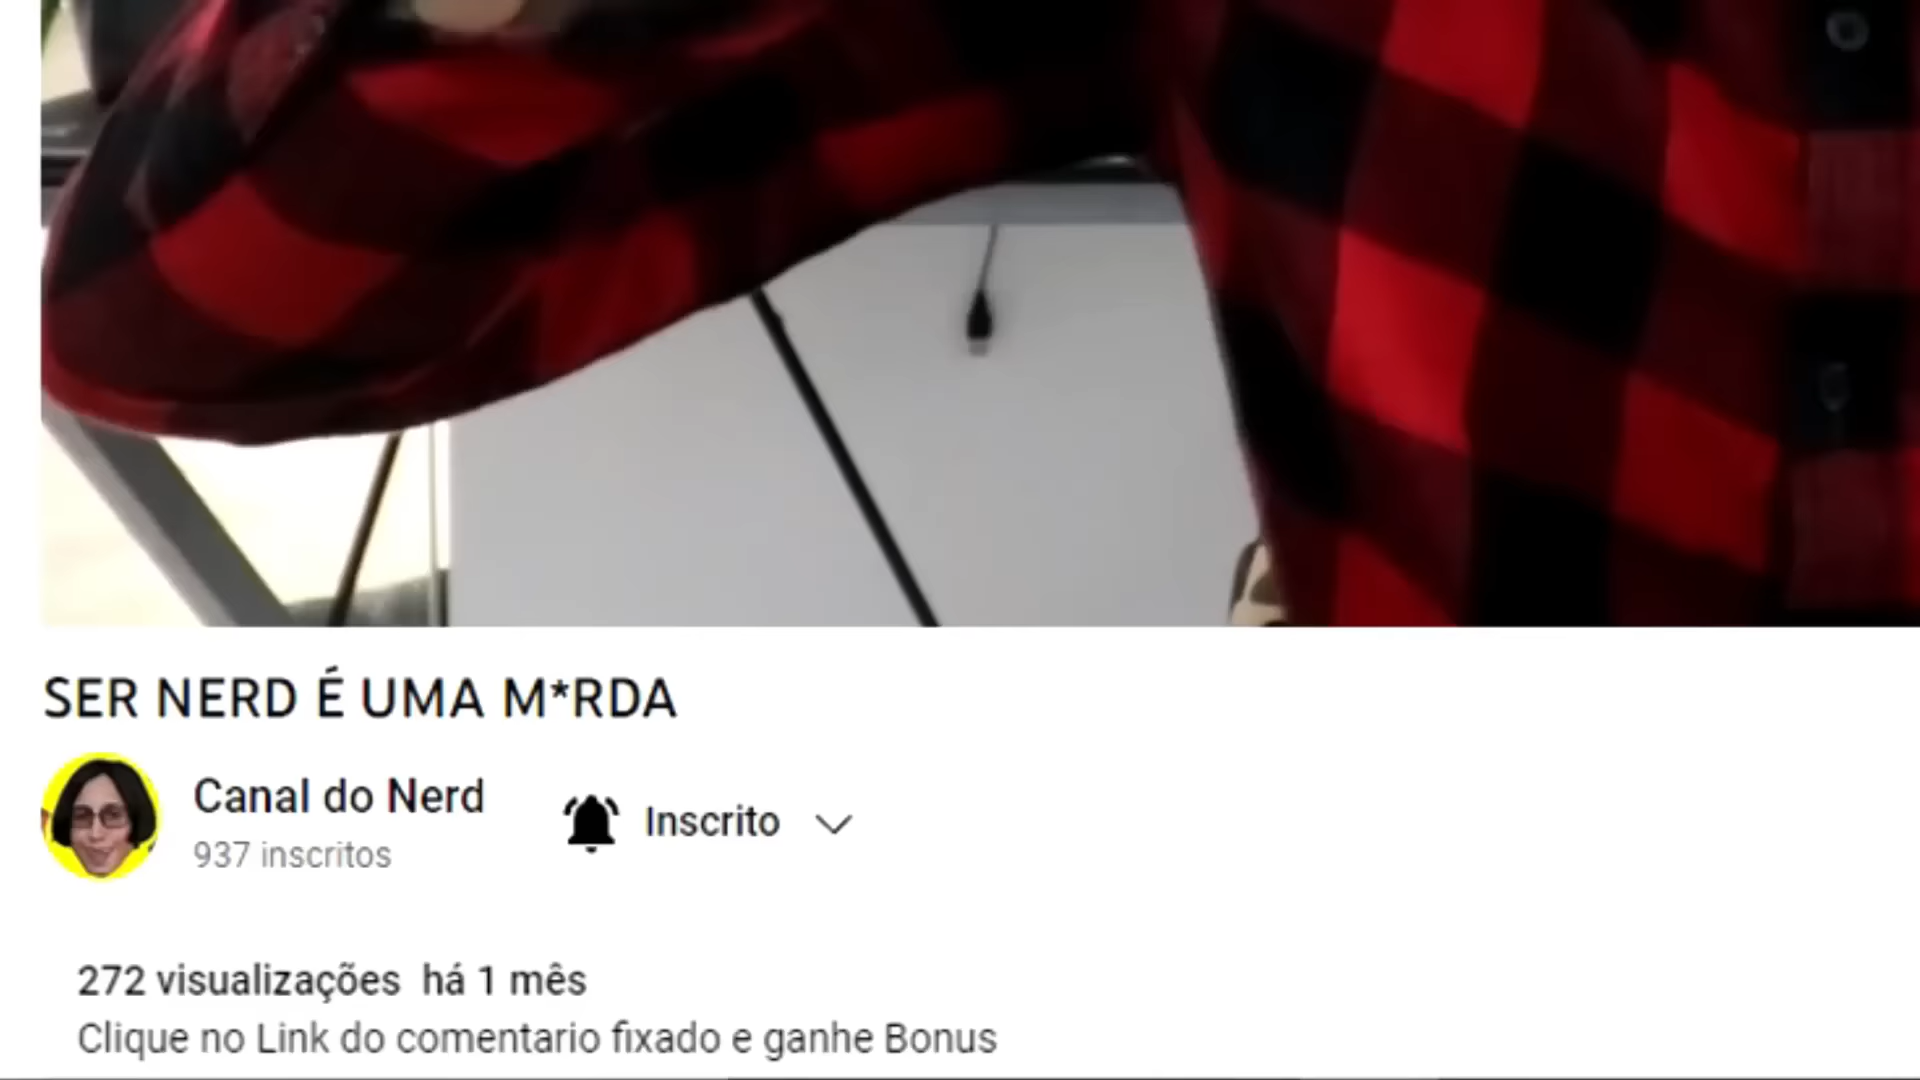 SER NERD É UMA M*RDA
Canal do Nerd
Inscrito
937 inscritos
272 visualizações há 1 mês
Clique no Link do comentario fixado e ganhe Bonus